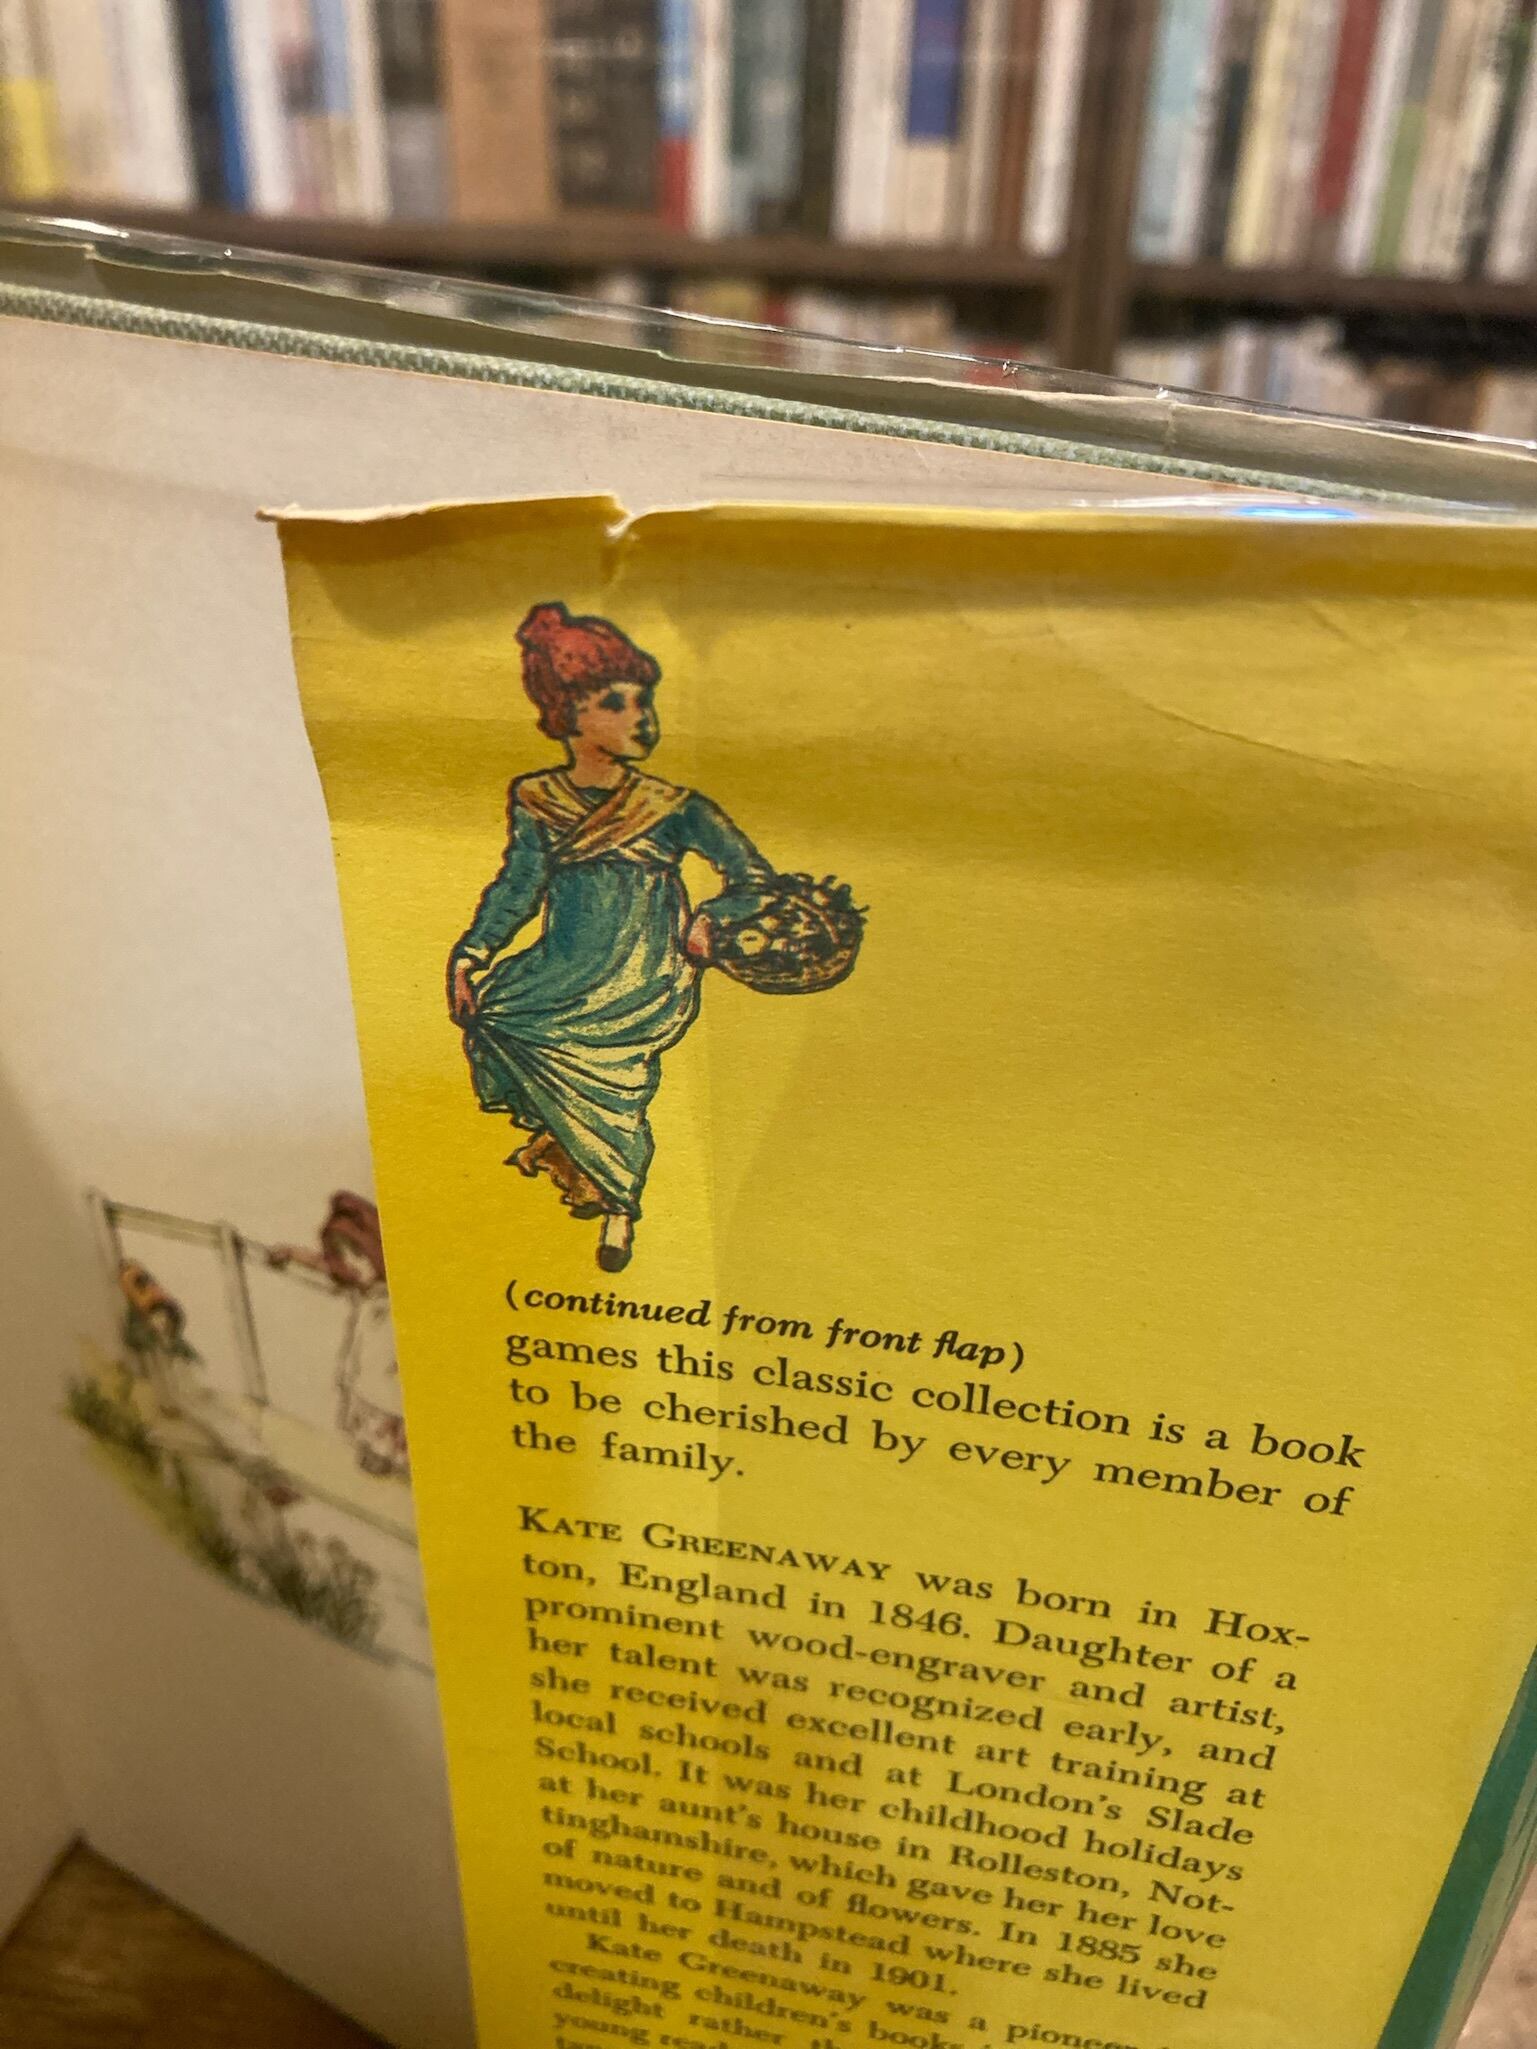 (continued from front flap)
games this classic collection is a book
to be cherished by every member of
the family.
KATE GREENAWAY was born in Hox-
ton, England in 1846. Daughter of a
prominent wood-engraver and artist,
her talent was recognized early, and
she received excellent art training at
local schools and at London's Slade
School. It was her childhood holidays
at her aunt's house in Rolleston, Not-
tinghamshire, which gave her her love
of nature and of flowers. In 1885 she
moved to Hampstead where she lived
until her death in 1901.
Kate Greenaway was a pioneer
creating children's books
delight rather
young